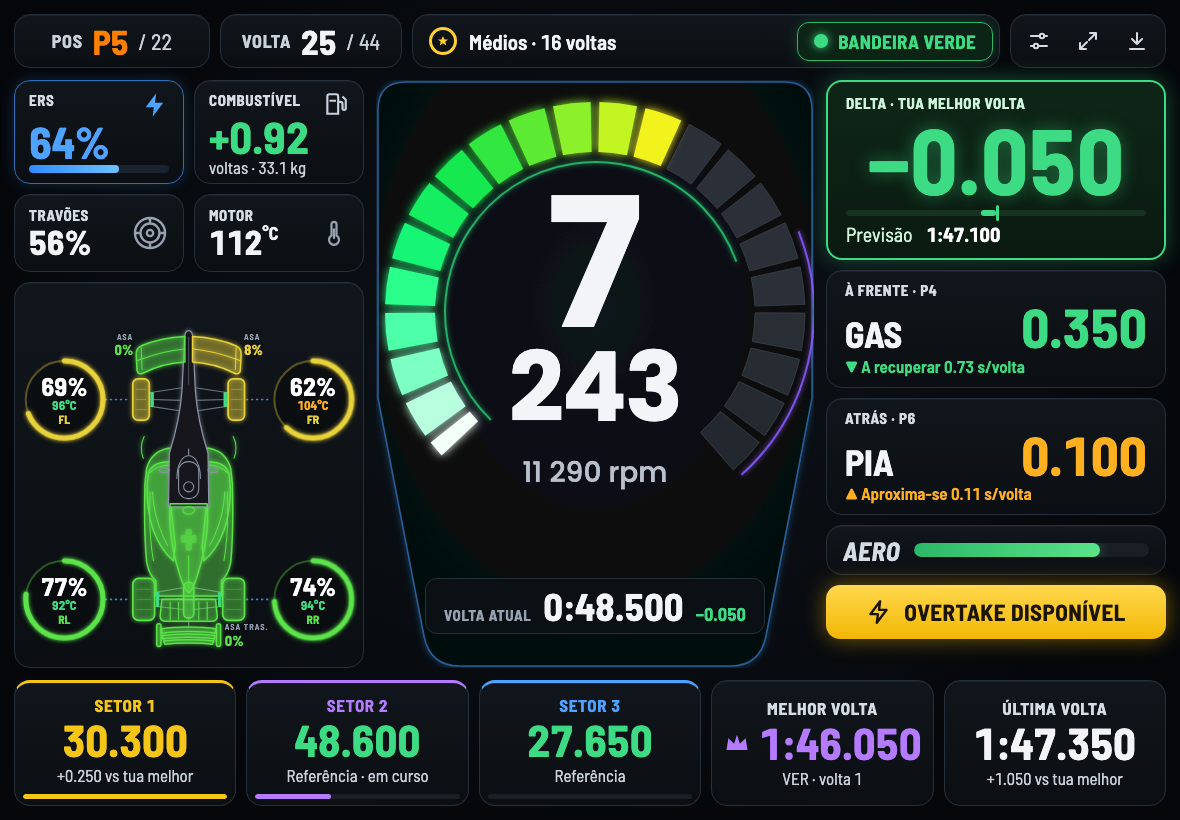 POS P5 / 22
VOLTA 25 / 44
Médios · 16 voltas
BANDEIRA VERDE
ERS
64%
COMBUSTÍVEL
+0.92
voltas · 33.1 kg
TRAVÕES
56%
MOTOR
112°C
ASA
0%
ASA
8%
69%
96°C
FL
62%
104°C
FR
77%
92°C
RL
74%
94°C
RR
ASA TRAS.
0%
7
243
11 290 rpm
VOLTA ATUAL 0:48.500 −0.050
DELTA · TUA MELHOR VOLTA
−0.050
Previsão 1:47.100
À FRENTE · P4
GAS 0.350
▼ A recuperar 0.73 s/volta
ATRÁS · P6
PIA 0.100
▲ Aproxima-se 0.11 s/volta
AERO
OVERTAKE DISPONÍVEL
SETOR 1
30.300
+0.250 vs tua melhor
SETOR 2
48.600
Referência · em curso
SETOR 3
27.650
Referência
MELHOR VOLTA
1:46.050
VER · volta 1
ÚLTIMA VOLTA
1:47.350
+1.050 vs tua melhor